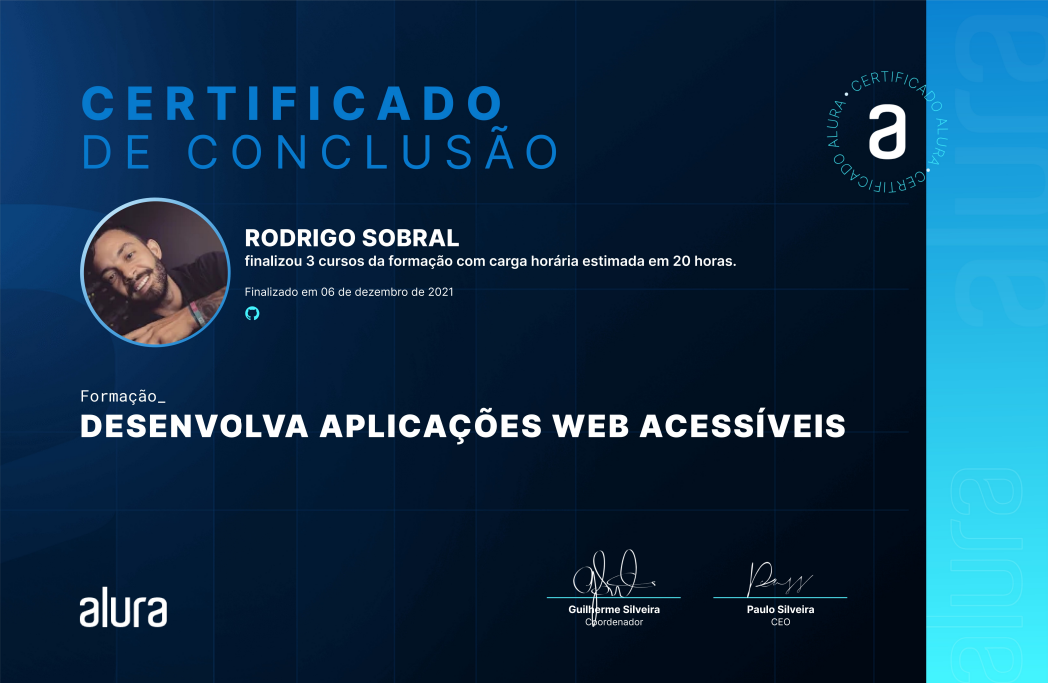 CERTIFICADO
DE CONCLUSÃO
CERTIFICADO ALURA • CERTIFICADO ALURA •
a
RODRIGO SOBRAL
finalizou 3 cursos da formação com carga horária estimada em 20 horas.
Finalizado em 06 de dezembro de 2021
Formação_
DESENVOLVA APLICAÇÕES WEB ACESSÍVEIS
alura
Guilherme Silveira
Coordenador
Paulo Silveira
CEO
alura
alura